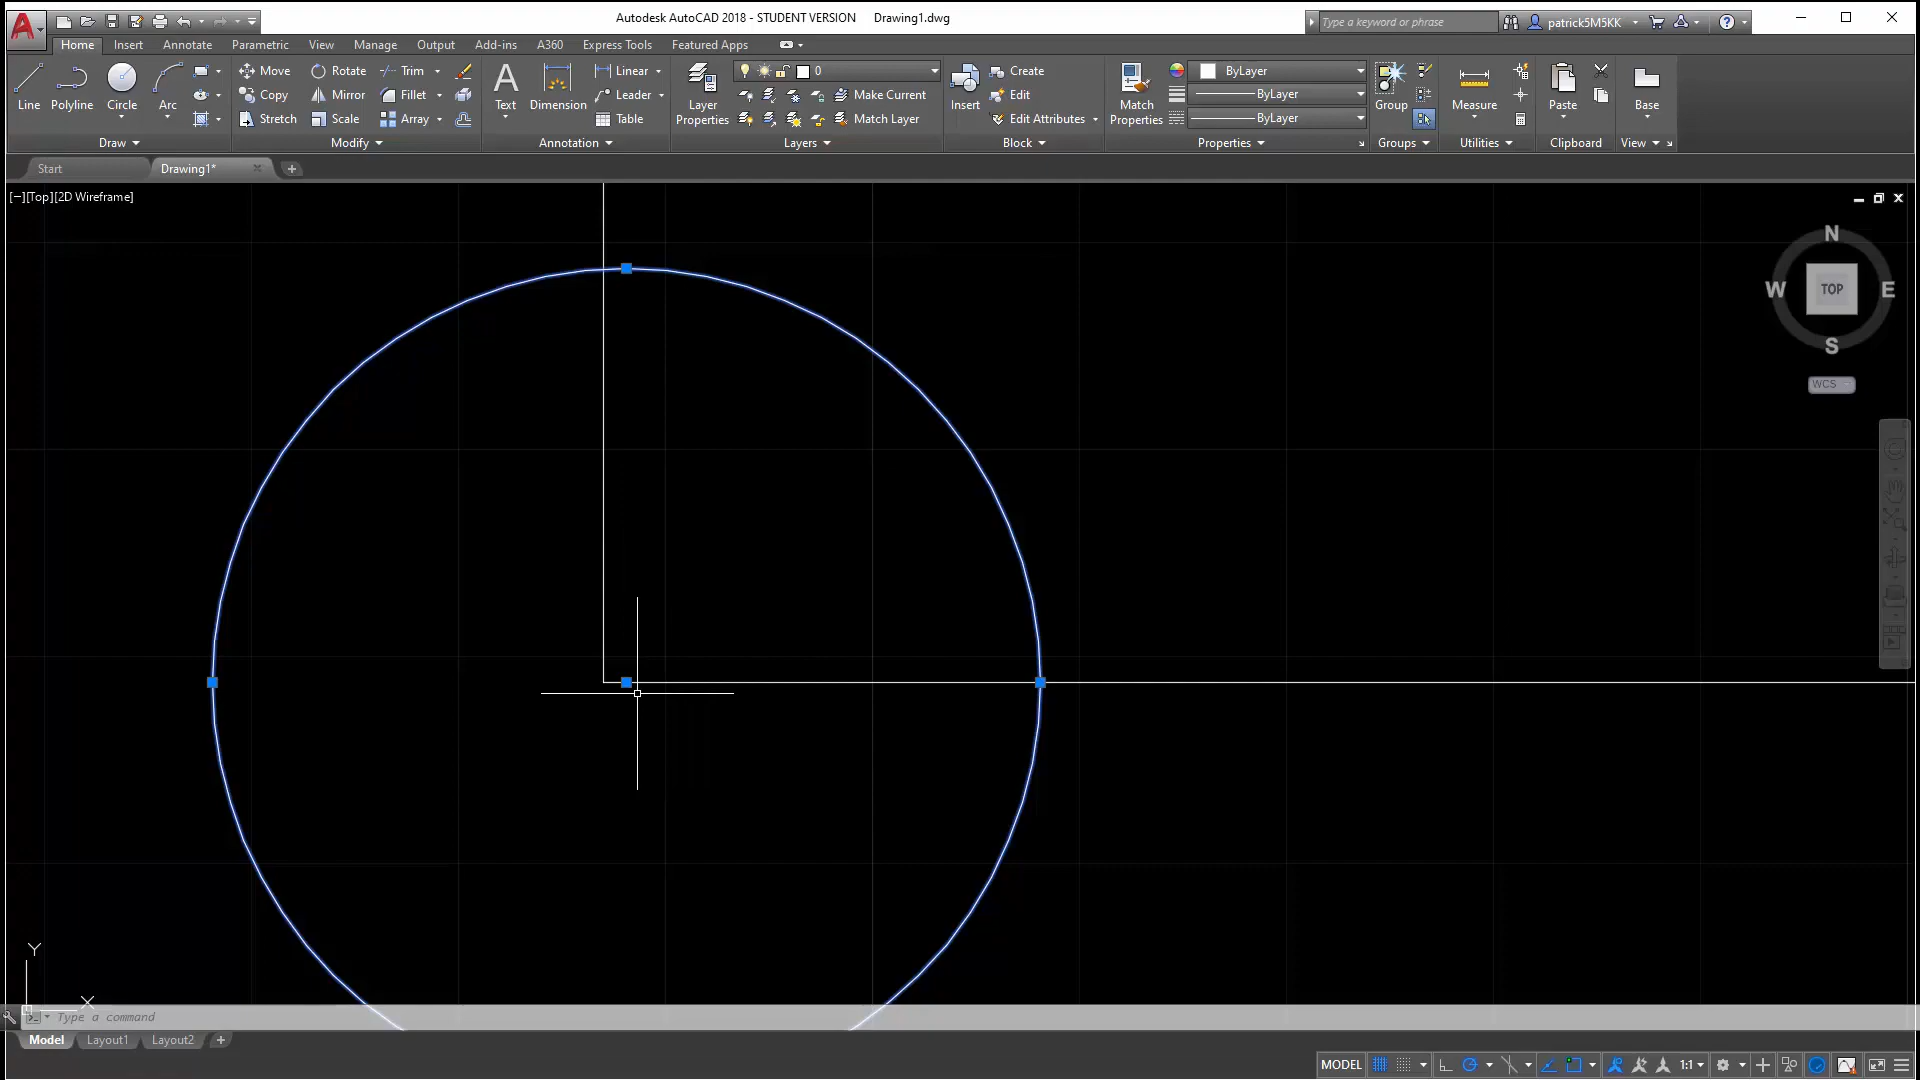 Autodesk AutoCAD 2018 - STUDENT VERSION Drawing1.dwg
Type a keyword or phrase
patrick5M5KK
Home Insert Annotate Parametric View Manage Output Add-ins A360 Express Tools Featured Apps
Line Polyline Circle Arc
Move Rotate Trim
Copy Mirror Fillet
Stretch Scale Array
Text Dimension
Linear
Leader
Table
Layer
Properties
0
Make Current
Match Layer
Insert
Create
Edit
Edit Attributes
Match
Properties
ByLayer
ByLayer
ByLayer
Group
Measure
Paste
Base
Draw Modify Annotation Layers Block Properties Groups Utilities Clipboard View
Start Drawing1*
[−][Top][2D Wireframe]
N
W TOP E
S
WCS
Y
X
Type a command
Model Layout1 Layout2
MODEL 1:1